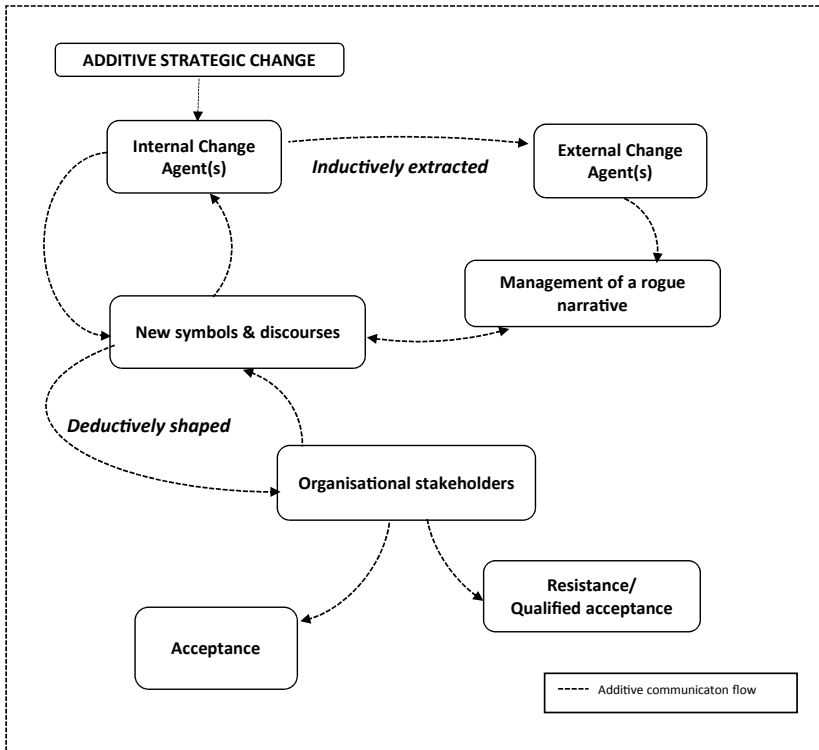 ADDITIVE STRATEGIC CHANGE
Internal Change
Agent(s)
Inductively extracted
External Change
Agent(s)
Management of a rogue
narrative
New symbols & discourses
Deductively shaped
Organisational stakeholders
Resistance/
Qualified acceptance
Acceptance
Additive communicaton flow